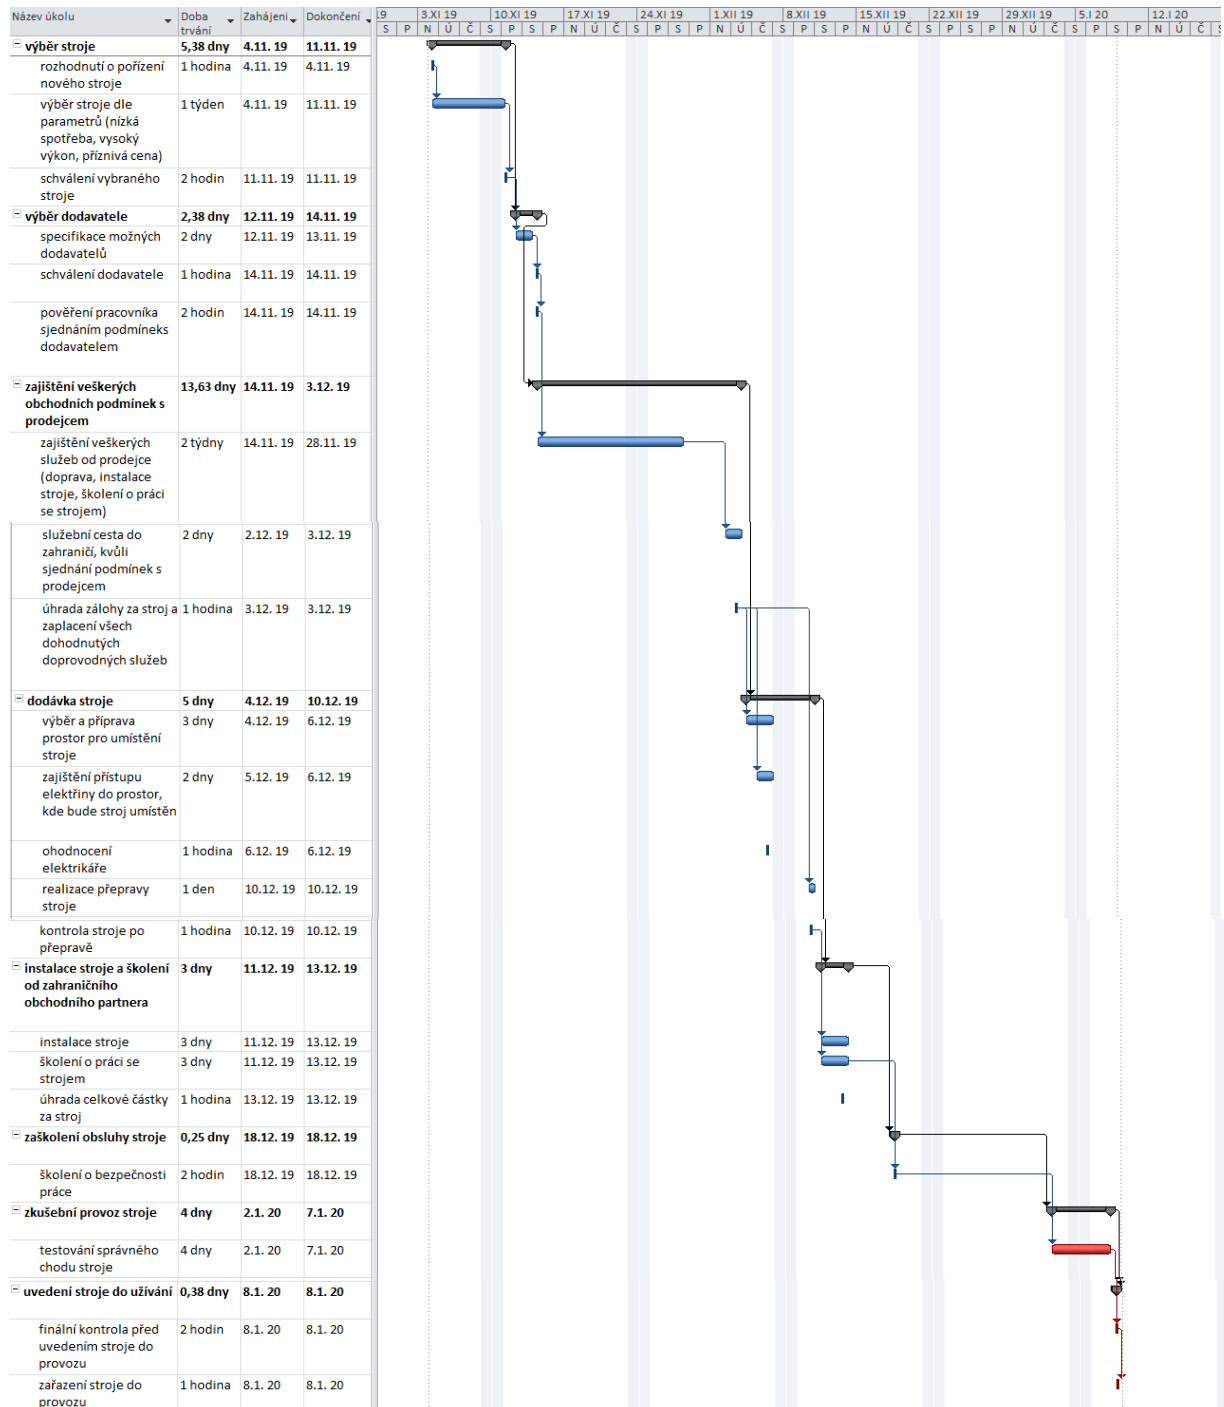 Název úkolu Doba trvání Zahájení Dokončení
19 3.XI 19 10.XI 19 17.XI 19 24.XI 19 1.XII 19 8.XII 19 15.XII 19 22.XII 19 29.XII 19 5.I 20 12.I 20
S P N Ú Č S P N Ú Č S P N Ú Č S P N Ú Č S P N Ú Č S P N Ú Č S
výběr stroje 5,38 dny 4.11. 19 11.11. 19
rozhodnutí o pořízení 1 hodina 4.11. 19 4.11. 19
nového stroje
výběr stroje dle 1 týden 4.11. 19 11.11. 19
parametrů (nízká
spotřeba, vysoký
výkon, příznivá cena)
schválení vybraného 2 hodin 11.11. 19 11.11. 19
stroje
výběr dodavatele 2,38 dny 12.11. 19 14.11. 19
specifikace možných 2 dny 12.11. 19 13.11. 19
dodavatelů
schválení dodavatele 1 hodina 14.11. 19 14.11. 19
pověření pracovníka 2 hodin 14.11. 19 14.11. 19
sjednáním podmíneks
dodavatelem
zajištění veškerých 13,63 dny 14.11. 19 3.12. 19
obchodních podmínek s
prodejcem
zajištění veškerých 2 týdny 14.11. 19 28.11. 19
služeb od prodejce
(doprava, instalace
stroje, školení o práci
se strojem)
služební cesta do 2 dny 2.12. 19 3.12. 19
zahraničí, kvůli
sjednání podmínek s
prodejcem
úhrada zálohy za stroj a 1 hodina 3.12. 19 3.12. 19
zaplacení všech
dohodnutých
doprovodných služeb
dodávka stroje 5 dny 4.12. 19 10.12. 19
výběr a příprava 3 dny 4.12. 19 6.12. 19
prostor pro umístění
stroje
zajištění přístupu 2 dny 5.12. 19 6.12. 19
elektřiny do prostor,
kde bude stroj umístěn
ohodnocení 1 hodina 6.12. 19 6.12. 19
elektrikáře
realizace přepravy 1 den 10.12. 19 10.12. 19
stroje
kontrola stroje po 1 hodina 10.12. 19 10.12. 19
přepravě
instalace stroje a školení 3 dny 11.12. 19 13.12. 19
od zahraničního
obchodního partnera
instalace stroje 3 dny 11.12. 19 13.12. 19
školení o práci se 3 dny 11.12. 19 13.12. 19
strojem
úhrada celkové částky 1 hodina 13.12. 19 13.12. 19
za stroj
zaškolení obsluhy stroje 0,25 dny 18.12. 19 18.12. 19
školení o bezpečnosti 2 hodin 18.12. 19 18.12. 19
práce
zkušební provoz stroje 4 dny 2.1. 20 7.1. 20
testování správného 4 dny 2.1. 20 7.1. 20
chodu stroje
uvedení stroje do užívání 0,38 dny 8.1. 20 8.1. 20
finální kontrola před 2 hodin 8.1. 20 8.1. 20
uvedením stroje do
provozu
zařazení stroje do 1 hodina 8.1. 20 8.1. 20
provozu